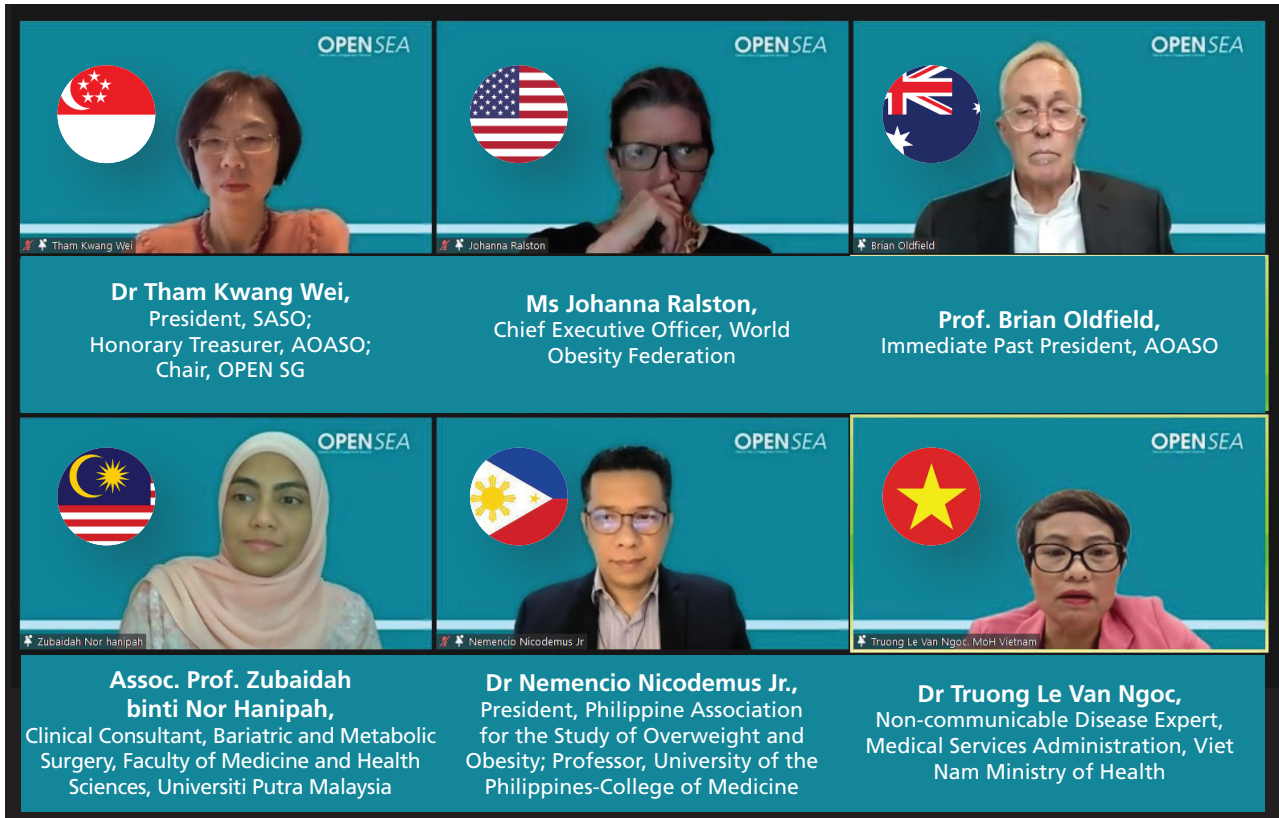 OPENSEA
OPENSEA
OPENSEA
Tham Kwang Wei
Johanna Ralston
Brian Oldfield
Dr Tham Kwang Wei,
President, SASO;
Honorary Treasurer, AOASO;
Chair, OPEN SG
Ms Johanna Ralston,
Chief Executive Officer, World
Obesity Federation
Prof. Brian Oldfield,
Immediate Past President, AOASO
OPENSEA
OPENSEA
OPENSEA
Zubaidah Nor hanipah
Nemencio Nicodemus Jr
Truong Le Van Ngoc. MoH Vietnam
Assoc. Prof. Zubaidah
binti Nor Hanipah,
Clinical Consultant, Bariatric and Metabolic
Surgery, Faculty of Medicine and Health
Sciences, Universiti Putra Malaysia
Dr Nemencio Nicodemus Jr.,
President, Philippine Association
for the Study of Overweight and
Obesity; Professor, University of the
Philippines-College of Medicine
Dr Truong Le Van Ngoc,
Non-communicable Disease Expert,
Medical Services Administration, Viet
Nam Ministry of Health